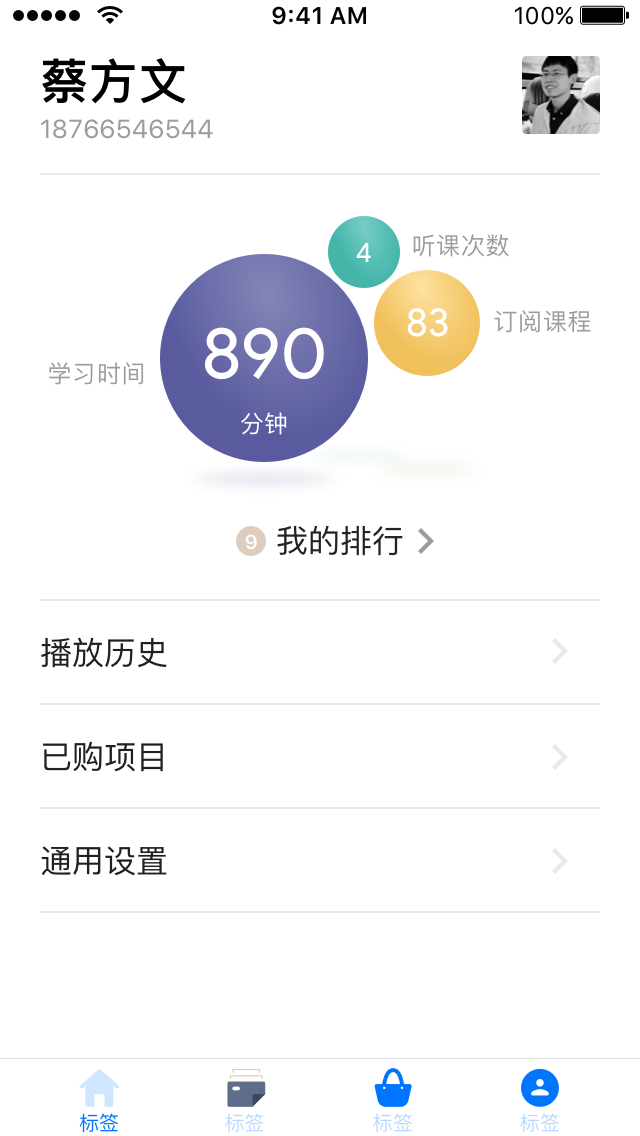 9:41 AM 100%
蔡方文
18766546544
4 听课次数
83 订阅课程
890
学习时间
分钟
9 我的排行
播放历史
已购项目
通用设置
标签 标签 标签 标签